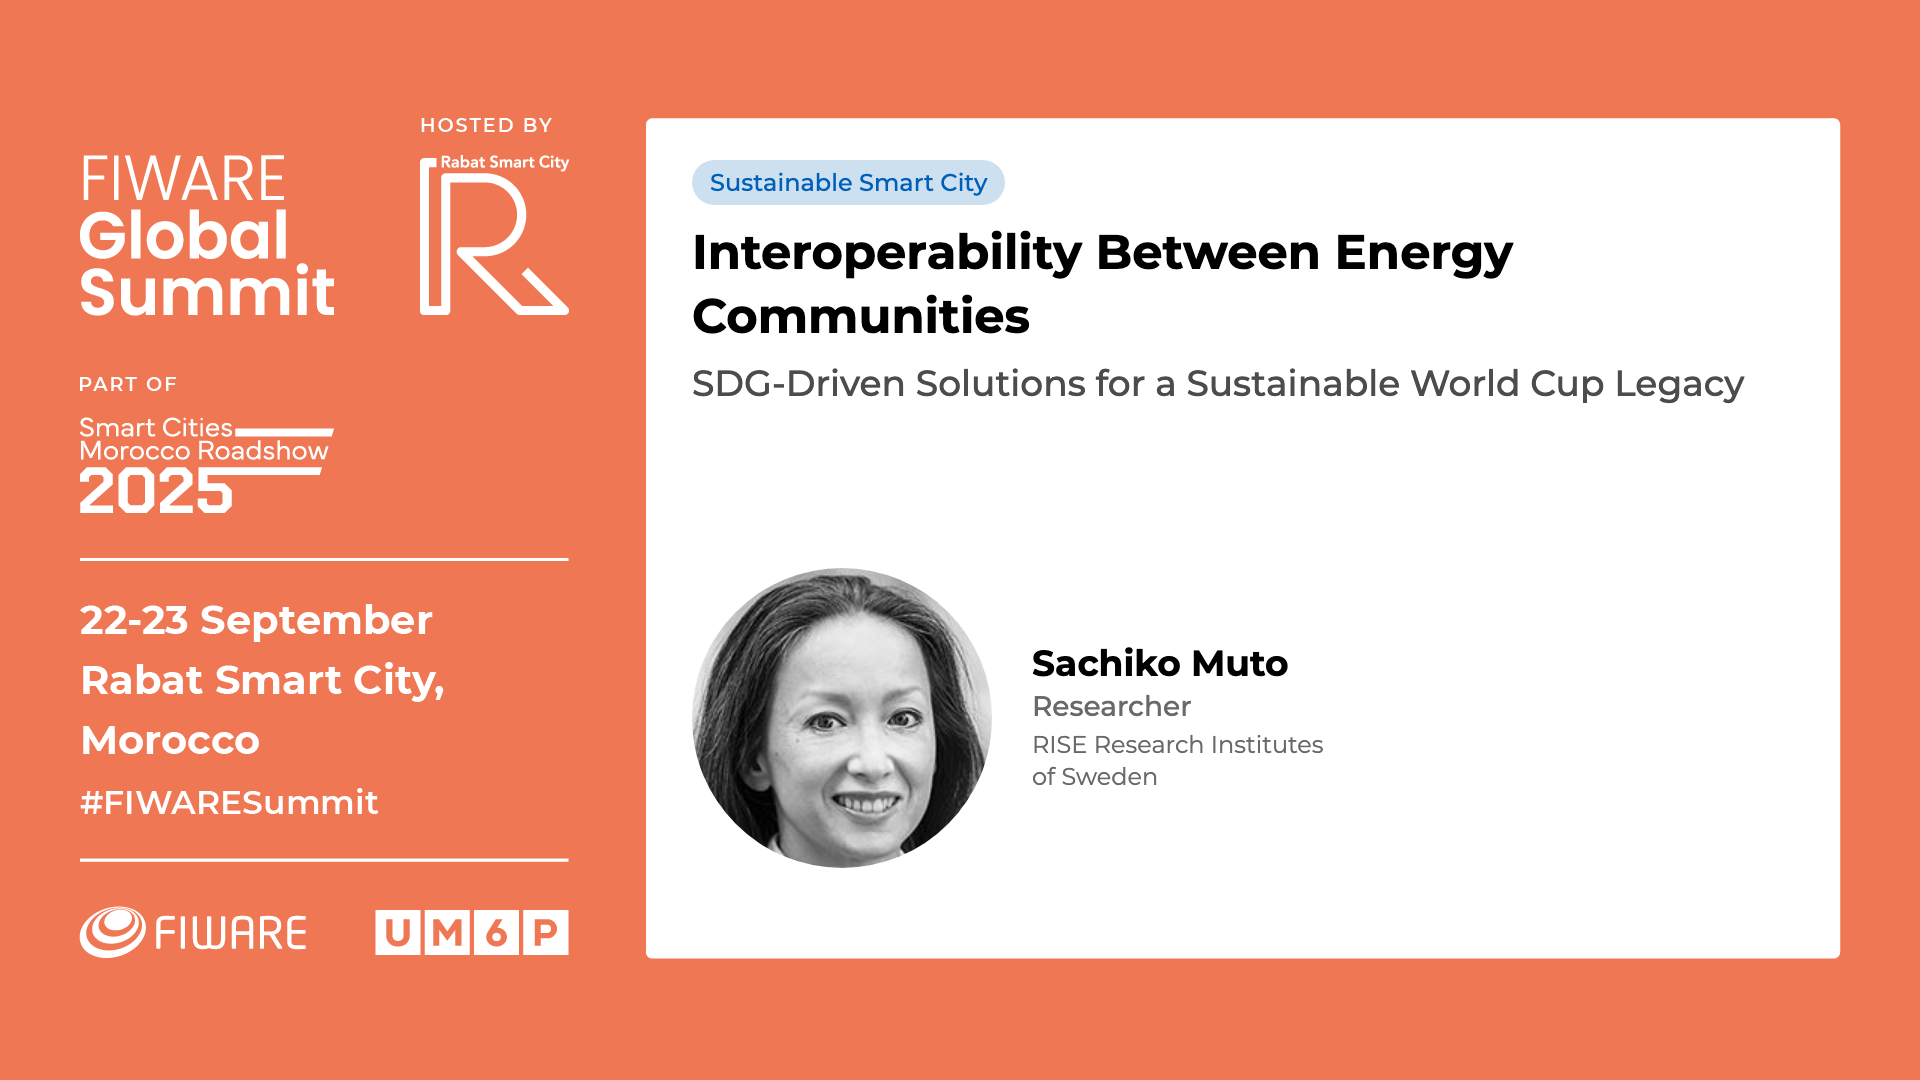 FIWARE
Global
Summit
HOSTED BY
Rabat Smart City
R
PART OF
Smart Cities
Morocco Roadshow
2025
22-23 September
Rabat Smart City,
Morocco
#FIWARESummit
FIWARE
UM6P
Sustainable Smart City
Interoperability Between Energy
Communities
SDG-Driven Solutions for a Sustainable World Cup Legacy
Sachiko Muto
Researcher
RISE Research Institutes
of Sweden